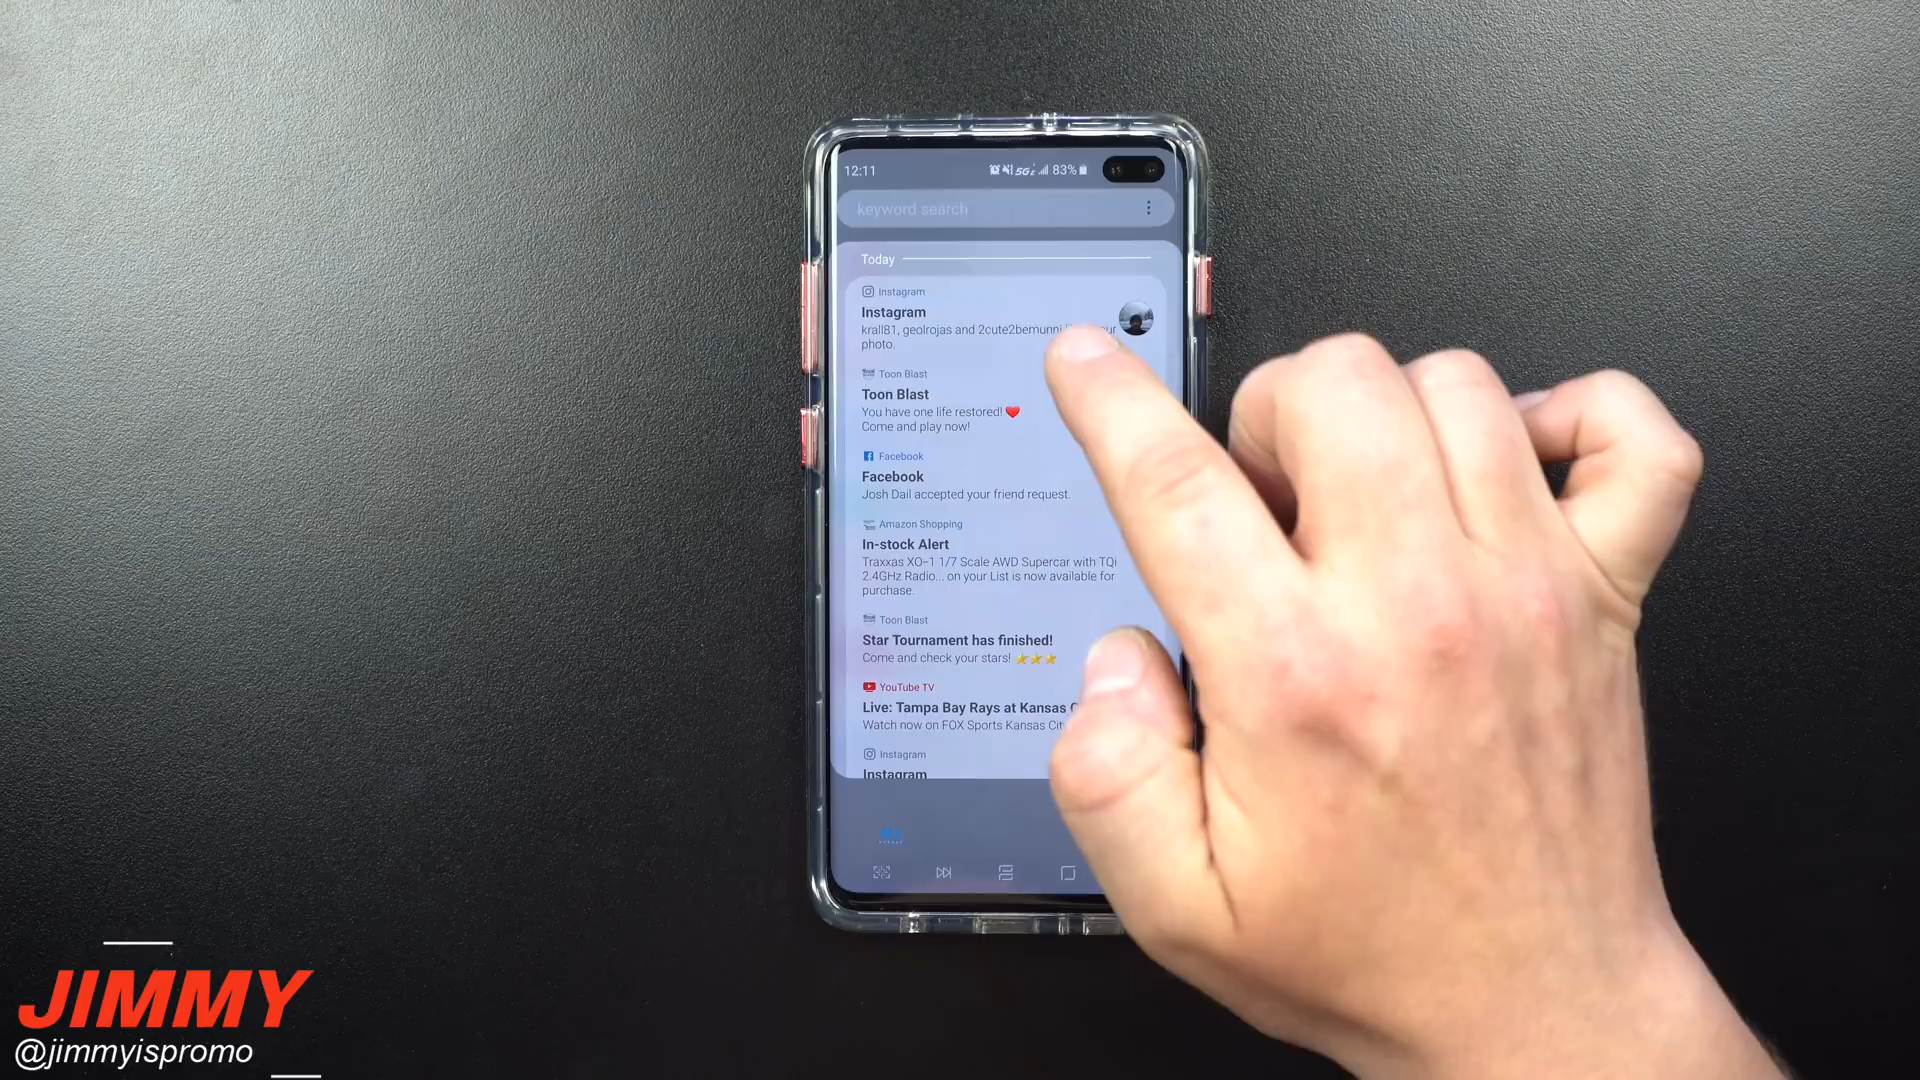 12:11
5GE 83%
keyword search
Today
Instagram
Instagram
krall81, geolrojas and 2cute2bemunni
photo.
Toon Blast
Toon Blast
You have one life restored! ❤️
Come and play now!
Facebook
Facebook
Josh Dail accepted your friend request.
Amazon Shopping
In-stock Alert
Traxxas XO-1 1/7 Scale AWD Supercar with TQi
2.4GHz Radio... on your List is now available for
purchase.
Toon Blast
Star Tournament has finished!
Come and check your stars! ⭐⭐⭐
YouTube TV
Live: Tampa Bay Rays at Kansas
Watch now on FOX Sports Kansas City
Instagram
Instagram
JIMMY
@jimmyispromo